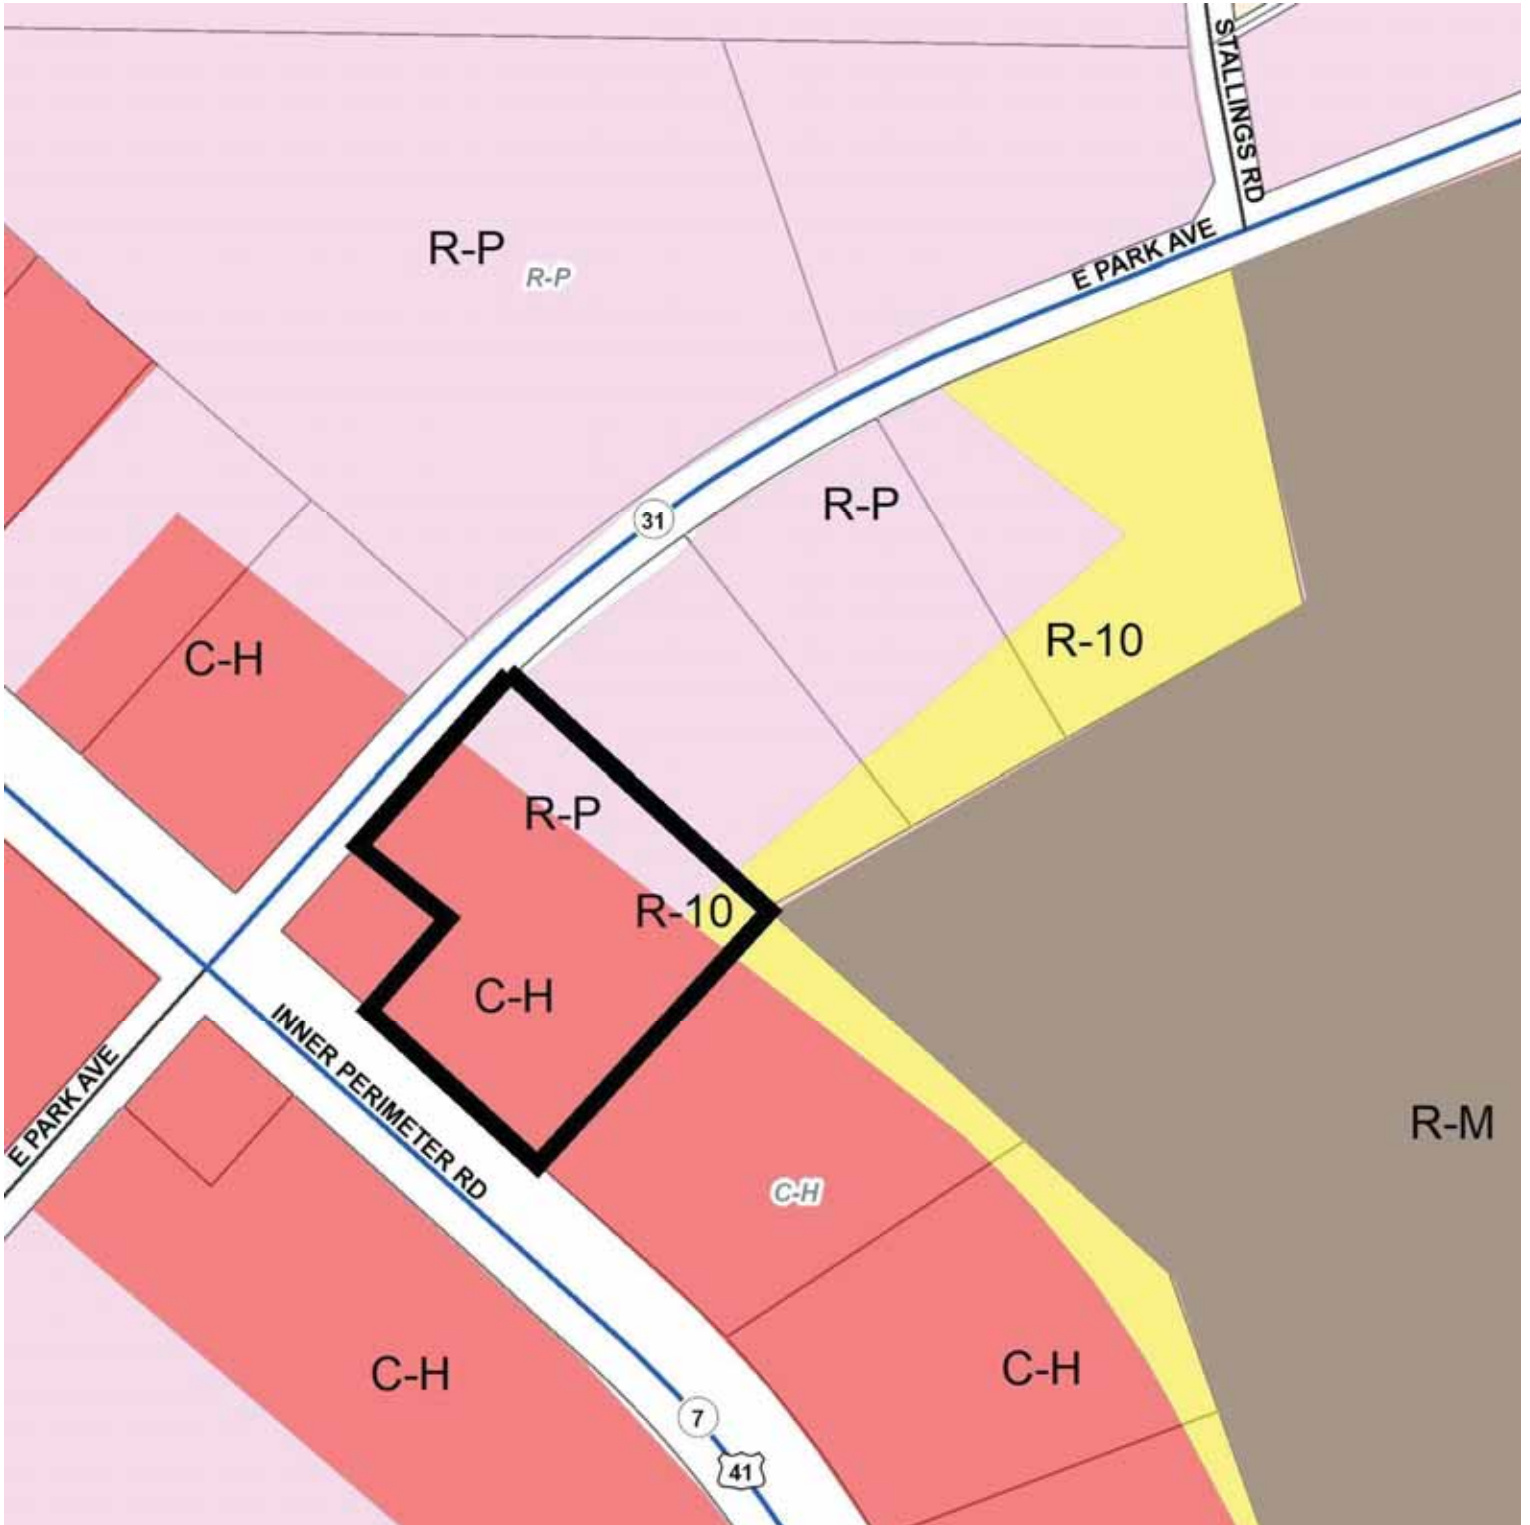 STALLINGS RD
E PARK AVE
R-P
R-P
31
R-P
R-10
C-H
R-P
R-10
C-H
INNER PERIMETER RD
E PARK AVE
R-M
C-H
C-H
C-H
7
41